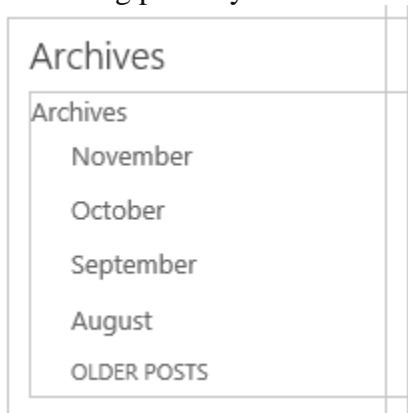 Archives
Archives
November
October
September
August
OLDER POSTS